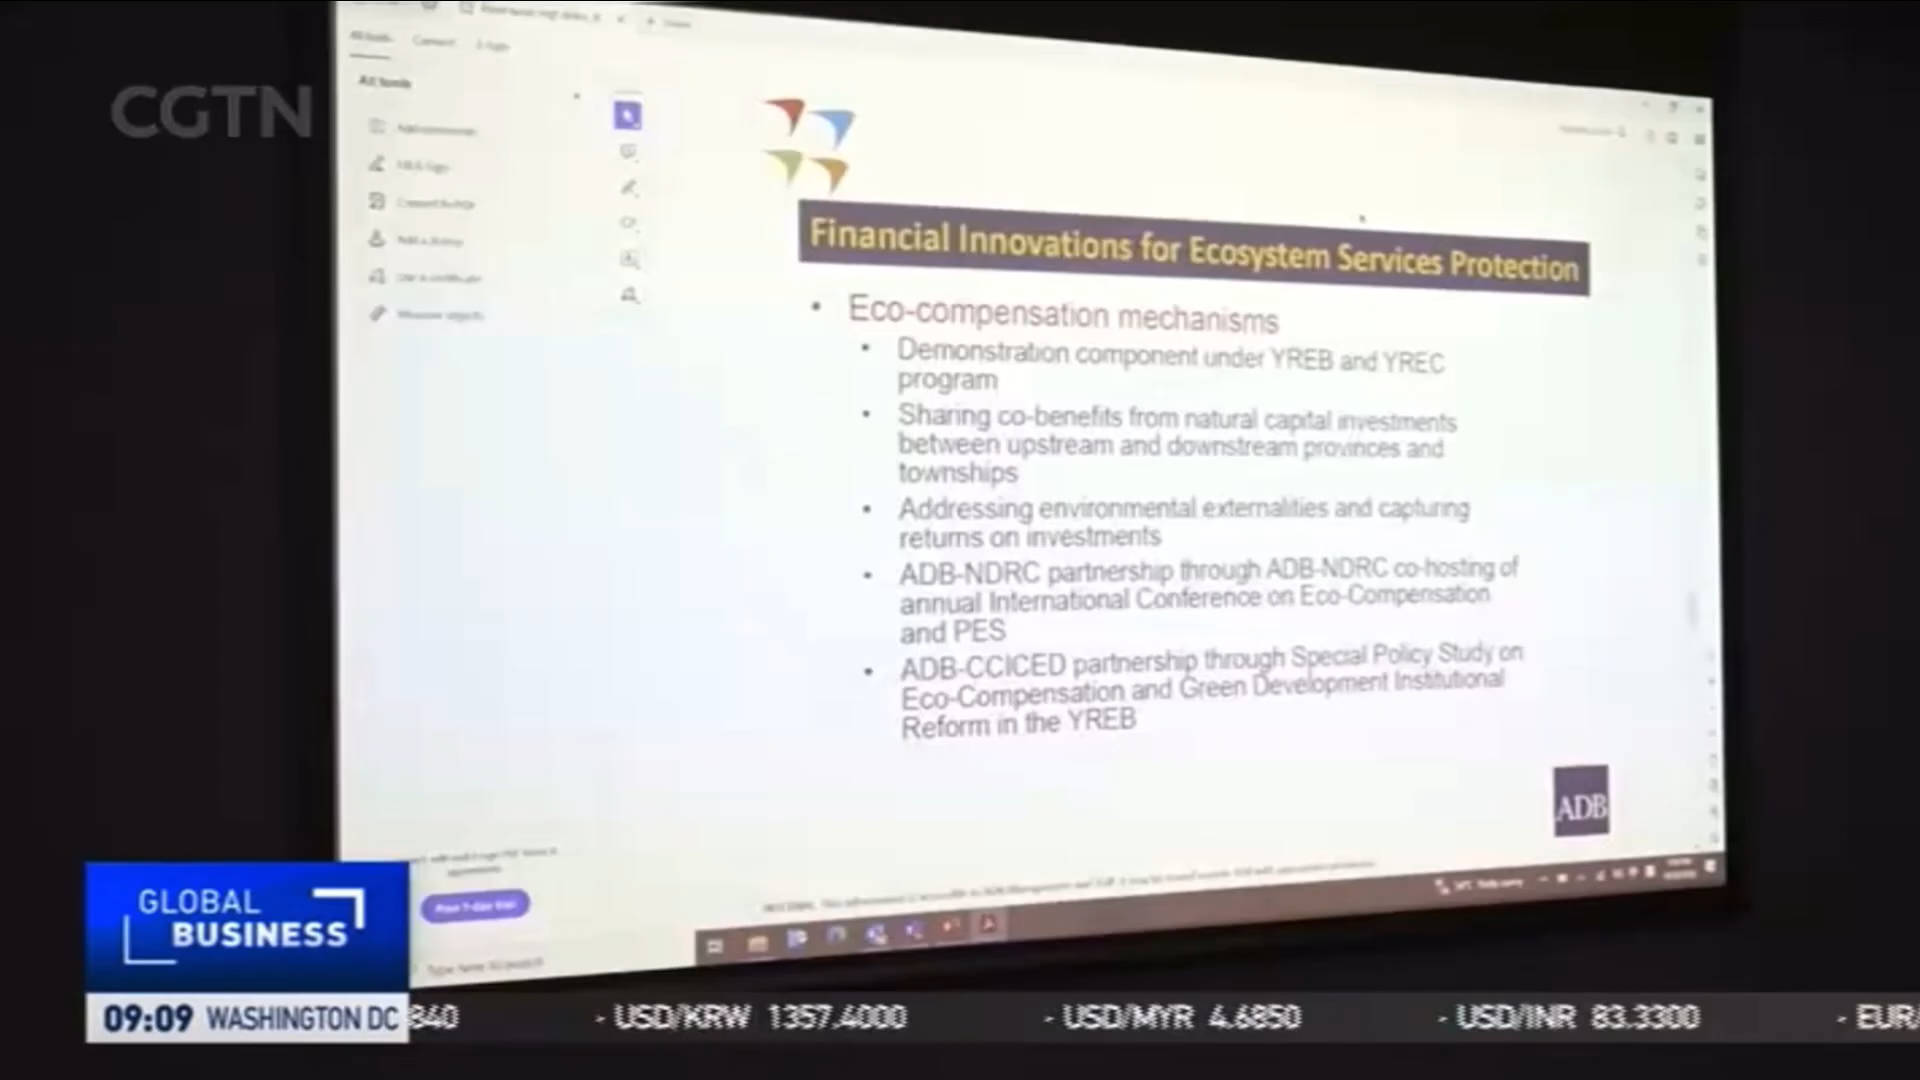 CGTN
All tools
Financial Innovations for Ecosystem Services Protection
• Eco-compensation mechanisms
• Demonstration component under YREB and YREC
program
• Sharing co-benefits from natural capital investments
between upstream and downstream provinces and
townships
• Addressing environmental externalities and capturing
returns on investments
• ADB-NDRC partnership through ADB-NDRC co-hosting of
annual International Conference on Eco-Compensation
and PES
• ADB-CCICED partnership through Special Policy Study on
Eco-Compensation and Green Development Institutional
Reform in the YREB
ADB
GLOBAL
BUSINESS
09:09 WASHINGTON DC 840 - USD/KRW 1357.4000 - USD/MYR 4.6850 - USD/INR 83.3300 - EUR/